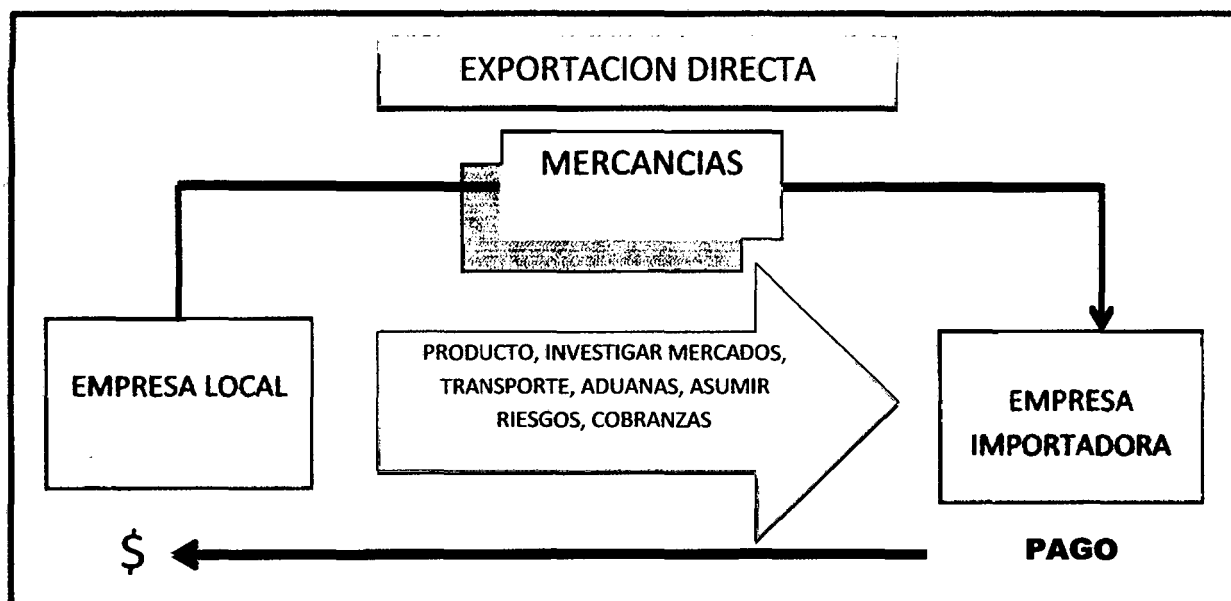 EXPORTACION DIRECTA
MERCANCIAS
EMPRESA LOCAL
PRODUCTO, INVESTIGAR MERCADOS,
TRANSPORTE, ADUANAS, ASUMIR
RIESGOS, COBRANZAS
EMPRESA
IMPORTADORA
$
PAGO